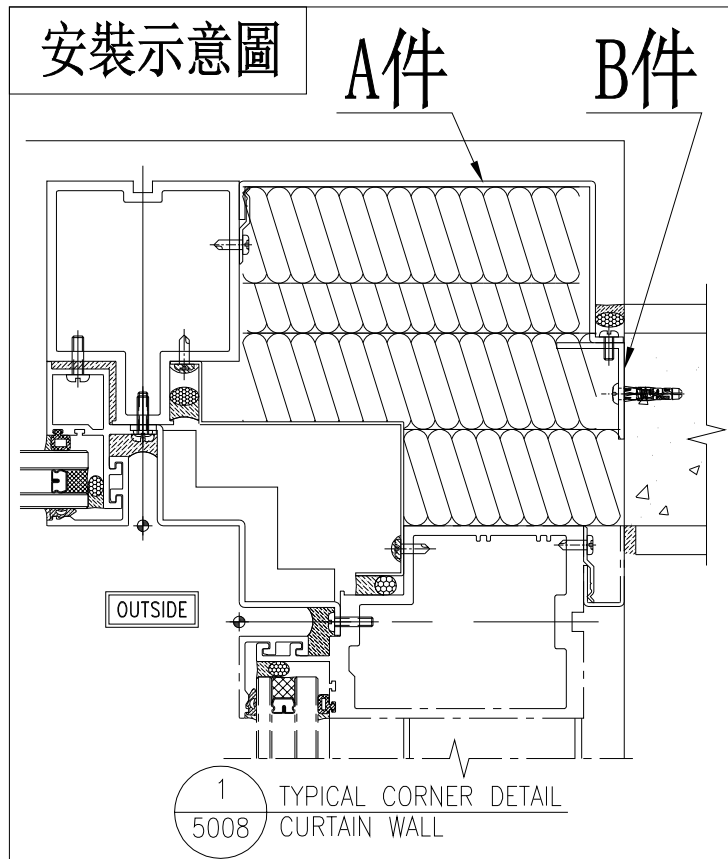 安裝示意圖
A件
B件
OUTSIDE
1
5008
TYPICAL CORNER DETAIL
CURTAIN WALL